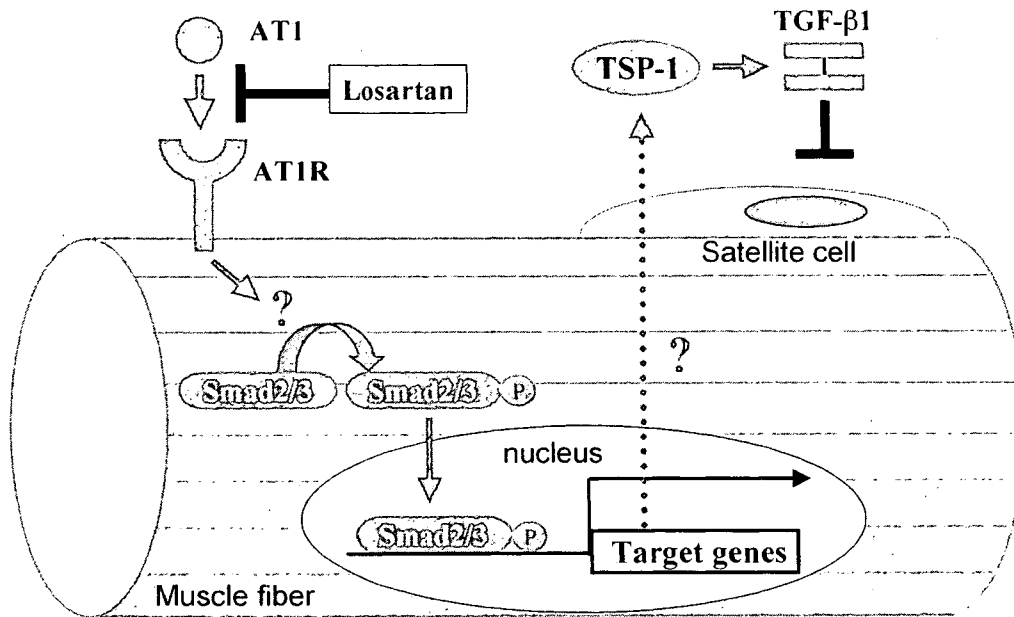 AT1
Losartan
AT1R
TGF-β1
TSP-1
Satellite cell
?
?
Smad2/3
Smad2/3 P
nucleus
Smad2/3 P
Target genes
Muscle fiber